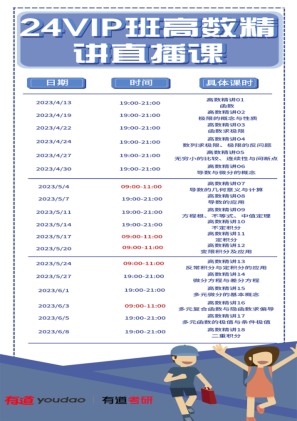 24VIP班高数精
讲直播课
日期 时间 具体课时
2023/4/13 19:00-21:00 高数精讲01
函数
2023/4/19 19:00-21:00 高数精讲02
极限的概念与性质
2023/4/22 19:00-21:00 高数精讲03
函数求极限
2023/4/24 19:00-21:00 高数精讲04
数列求极限、极限的反问题
2023/4/27 19:00-21:00 高数精讲05
无穷小的比较、连续性与间断点
2023/4/30 19:00-21:00 高数精讲06
导数与微分的概念
2023/5/4 09:00-11:00 高数精讲07
导数的几何意义与计算
2023/5/7 19:00-21:00 高数精讲08
导数的应用
2023/5/11 19:00-21:00 高数精讲09
方程根、不等式、中值定理
2023/5/14 19:00-21:00 高数精讲10
不定积分
2023/5/17 09:00-11:00 高数精讲11
定积分
2023/5/20 09:00-11:00 高数精讲12
变限积分及应用
2023/5/24 09:00-11:00 高数精讲13
反常积分与定积分的应用
2023/5/27 19:00-21:00 高数精讲14
微分方程与差分方程
2023/6/1 19:00-21:00 高数精讲15
多元微分的基本概念
2023/6/3 09:00-11:00 高数精讲16
多元复合函数与隐函数求偏导
2023/6/6 19:00-21:00 高数精讲17
多元函数的极值与条件极值
2023/6/8 19:00-21:00 高数精讲18
二重积分
有道 youdao 有道考研